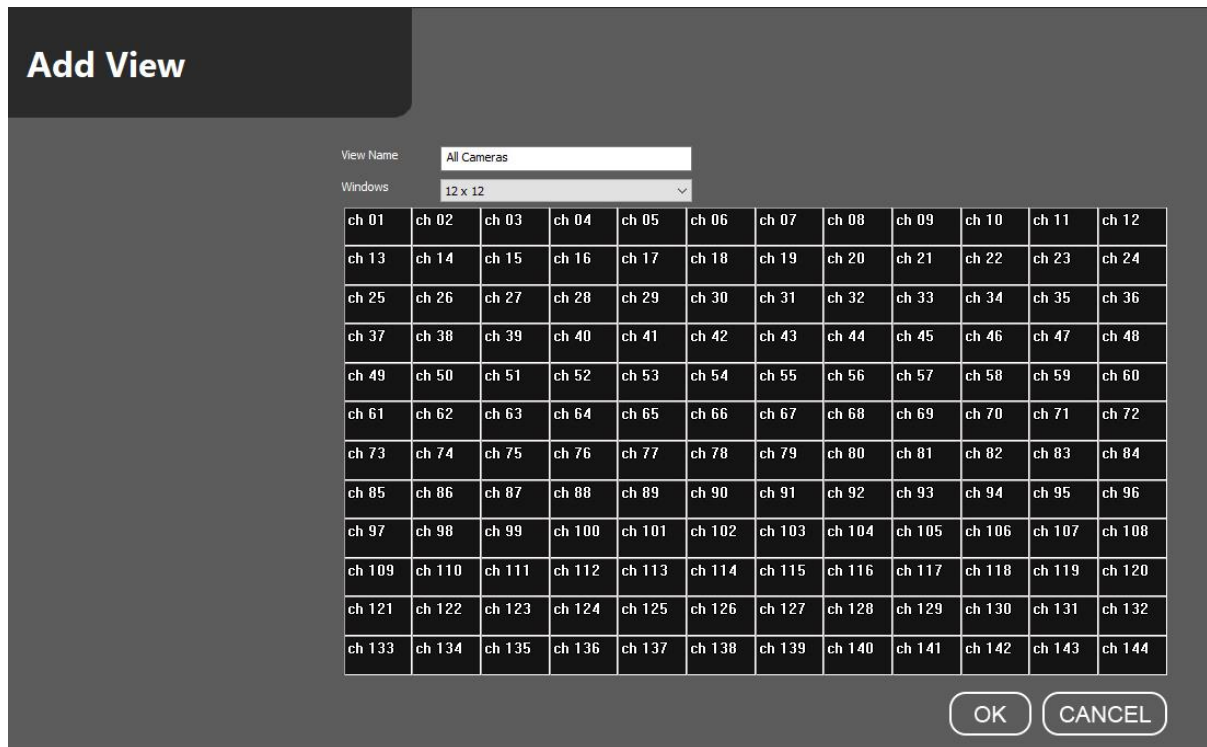 Add View
View Name All Cameras
Windows 12 x 12
ch 01 ch 02 ch 03 ch 04 ch 05 ch 06 ch 07 ch 08 ch 09 ch 10 ch 11 ch 12
ch 13 ch 14 ch 15 ch 16 ch 17 ch 18 ch 19 ch 20 ch 21 ch 22 ch 23 ch 24
ch 25 ch 26 ch 27 ch 28 ch 29 ch 30 ch 31 ch 32 ch 33 ch 34 ch 35 ch 36
ch 37 ch 38 ch 39 ch 40 ch 41 ch 42 ch 43 ch 44 ch 45 ch 46 ch 47 ch 48
ch 49 ch 50 ch 51 ch 52 ch 53 ch 54 ch 55 ch 56 ch 57 ch 58 ch 59 ch 60
ch 61 ch 62 ch 63 ch 64 ch 65 ch 66 ch 67 ch 68 ch 69 ch 70 ch 71 ch 72
ch 73 ch 74 ch 75 ch 76 ch 77 ch 78 ch 79 ch 80 ch 81 ch 82 ch 83 ch 84
ch 85 ch 86 ch 87 ch 88 ch 89 ch 90 ch 91 ch 92 ch 93 ch 94 ch 95 ch 96
ch 97 ch 98 ch 99 ch 100 ch 101 ch 102 ch 103 ch 104 ch 105 ch 106 ch 107 ch 108
ch 109 ch 110 ch 111 ch 112 ch 113 ch 114 ch 115 ch 116 ch 117 ch 118 ch 119 ch 120
ch 121 ch 122 ch 123 ch 124 ch 125 ch 126 ch 127 ch 128 ch 129 ch 130 ch 131 ch 132
ch 133 ch 134 ch 135 ch 136 ch 137 ch 138 ch 139 ch 140 ch 141 ch 142 ch 143 ch 144
OK CANCEL